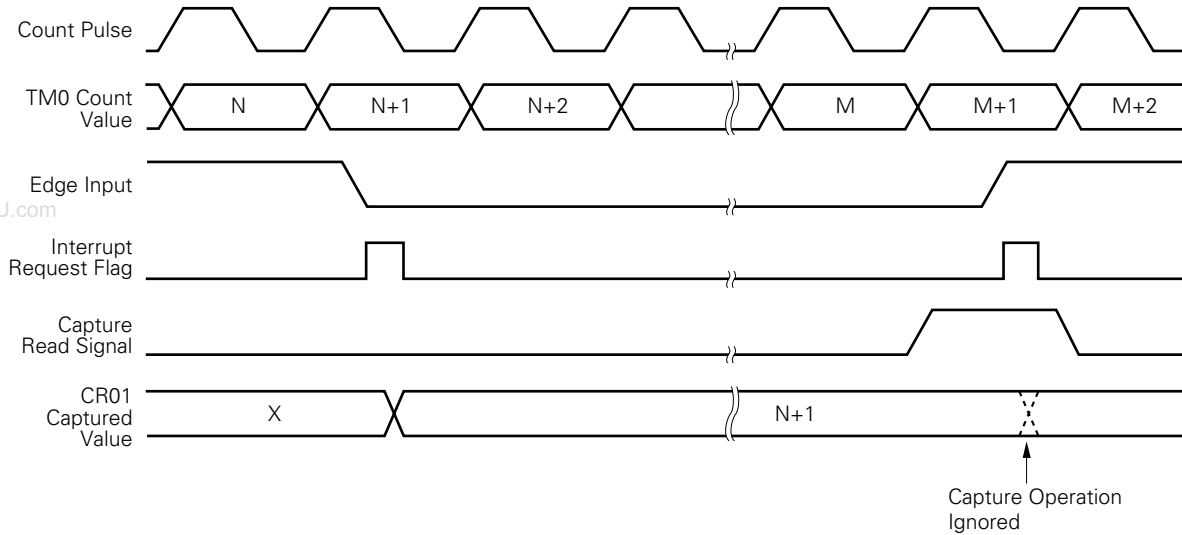 Count Pulse
TM0 Count
Value
N
N+1
N+2
M
M+1
M+2
Edge Input
U.com
Interrupt
Request Flag
Capture
Read Signal
CR01
Captured
Value
X
N+1
Capture Operation
Ignored